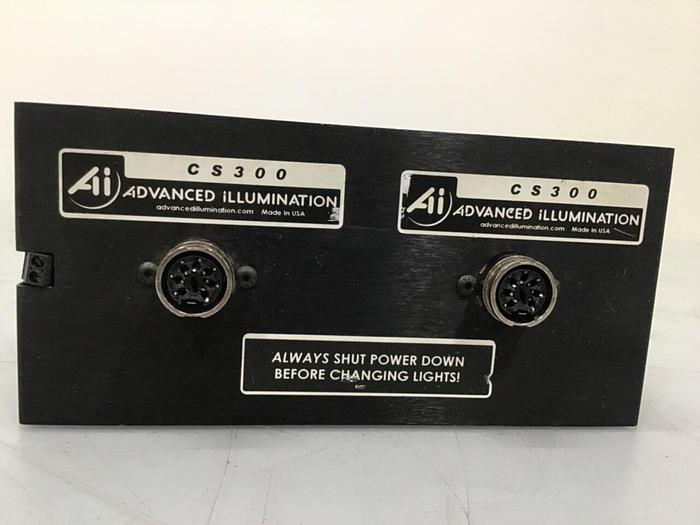 Ai
CS300
ADVANCED iLLUMINATION
advancedillumination.com Made In USA
Ai
CS300
ADVANCED iLLUMINATION
advancedillumination.com Made In USA
ALWAYS SHUT POWER DOWN
BEFORE CHANGING LIGHTS!